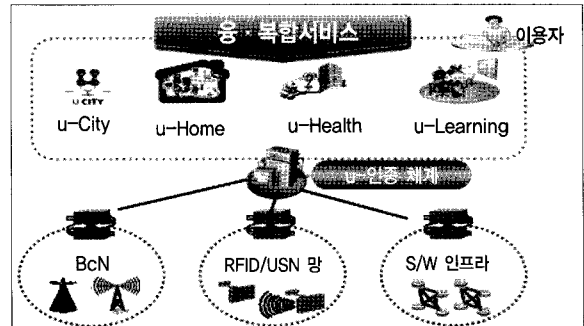 융·복합서비스
이용자
u CITY
u-City
u-Home
u-Health
u-Learning
u-인증 체계
BcN
RFID/USN 망
S/W 인프라